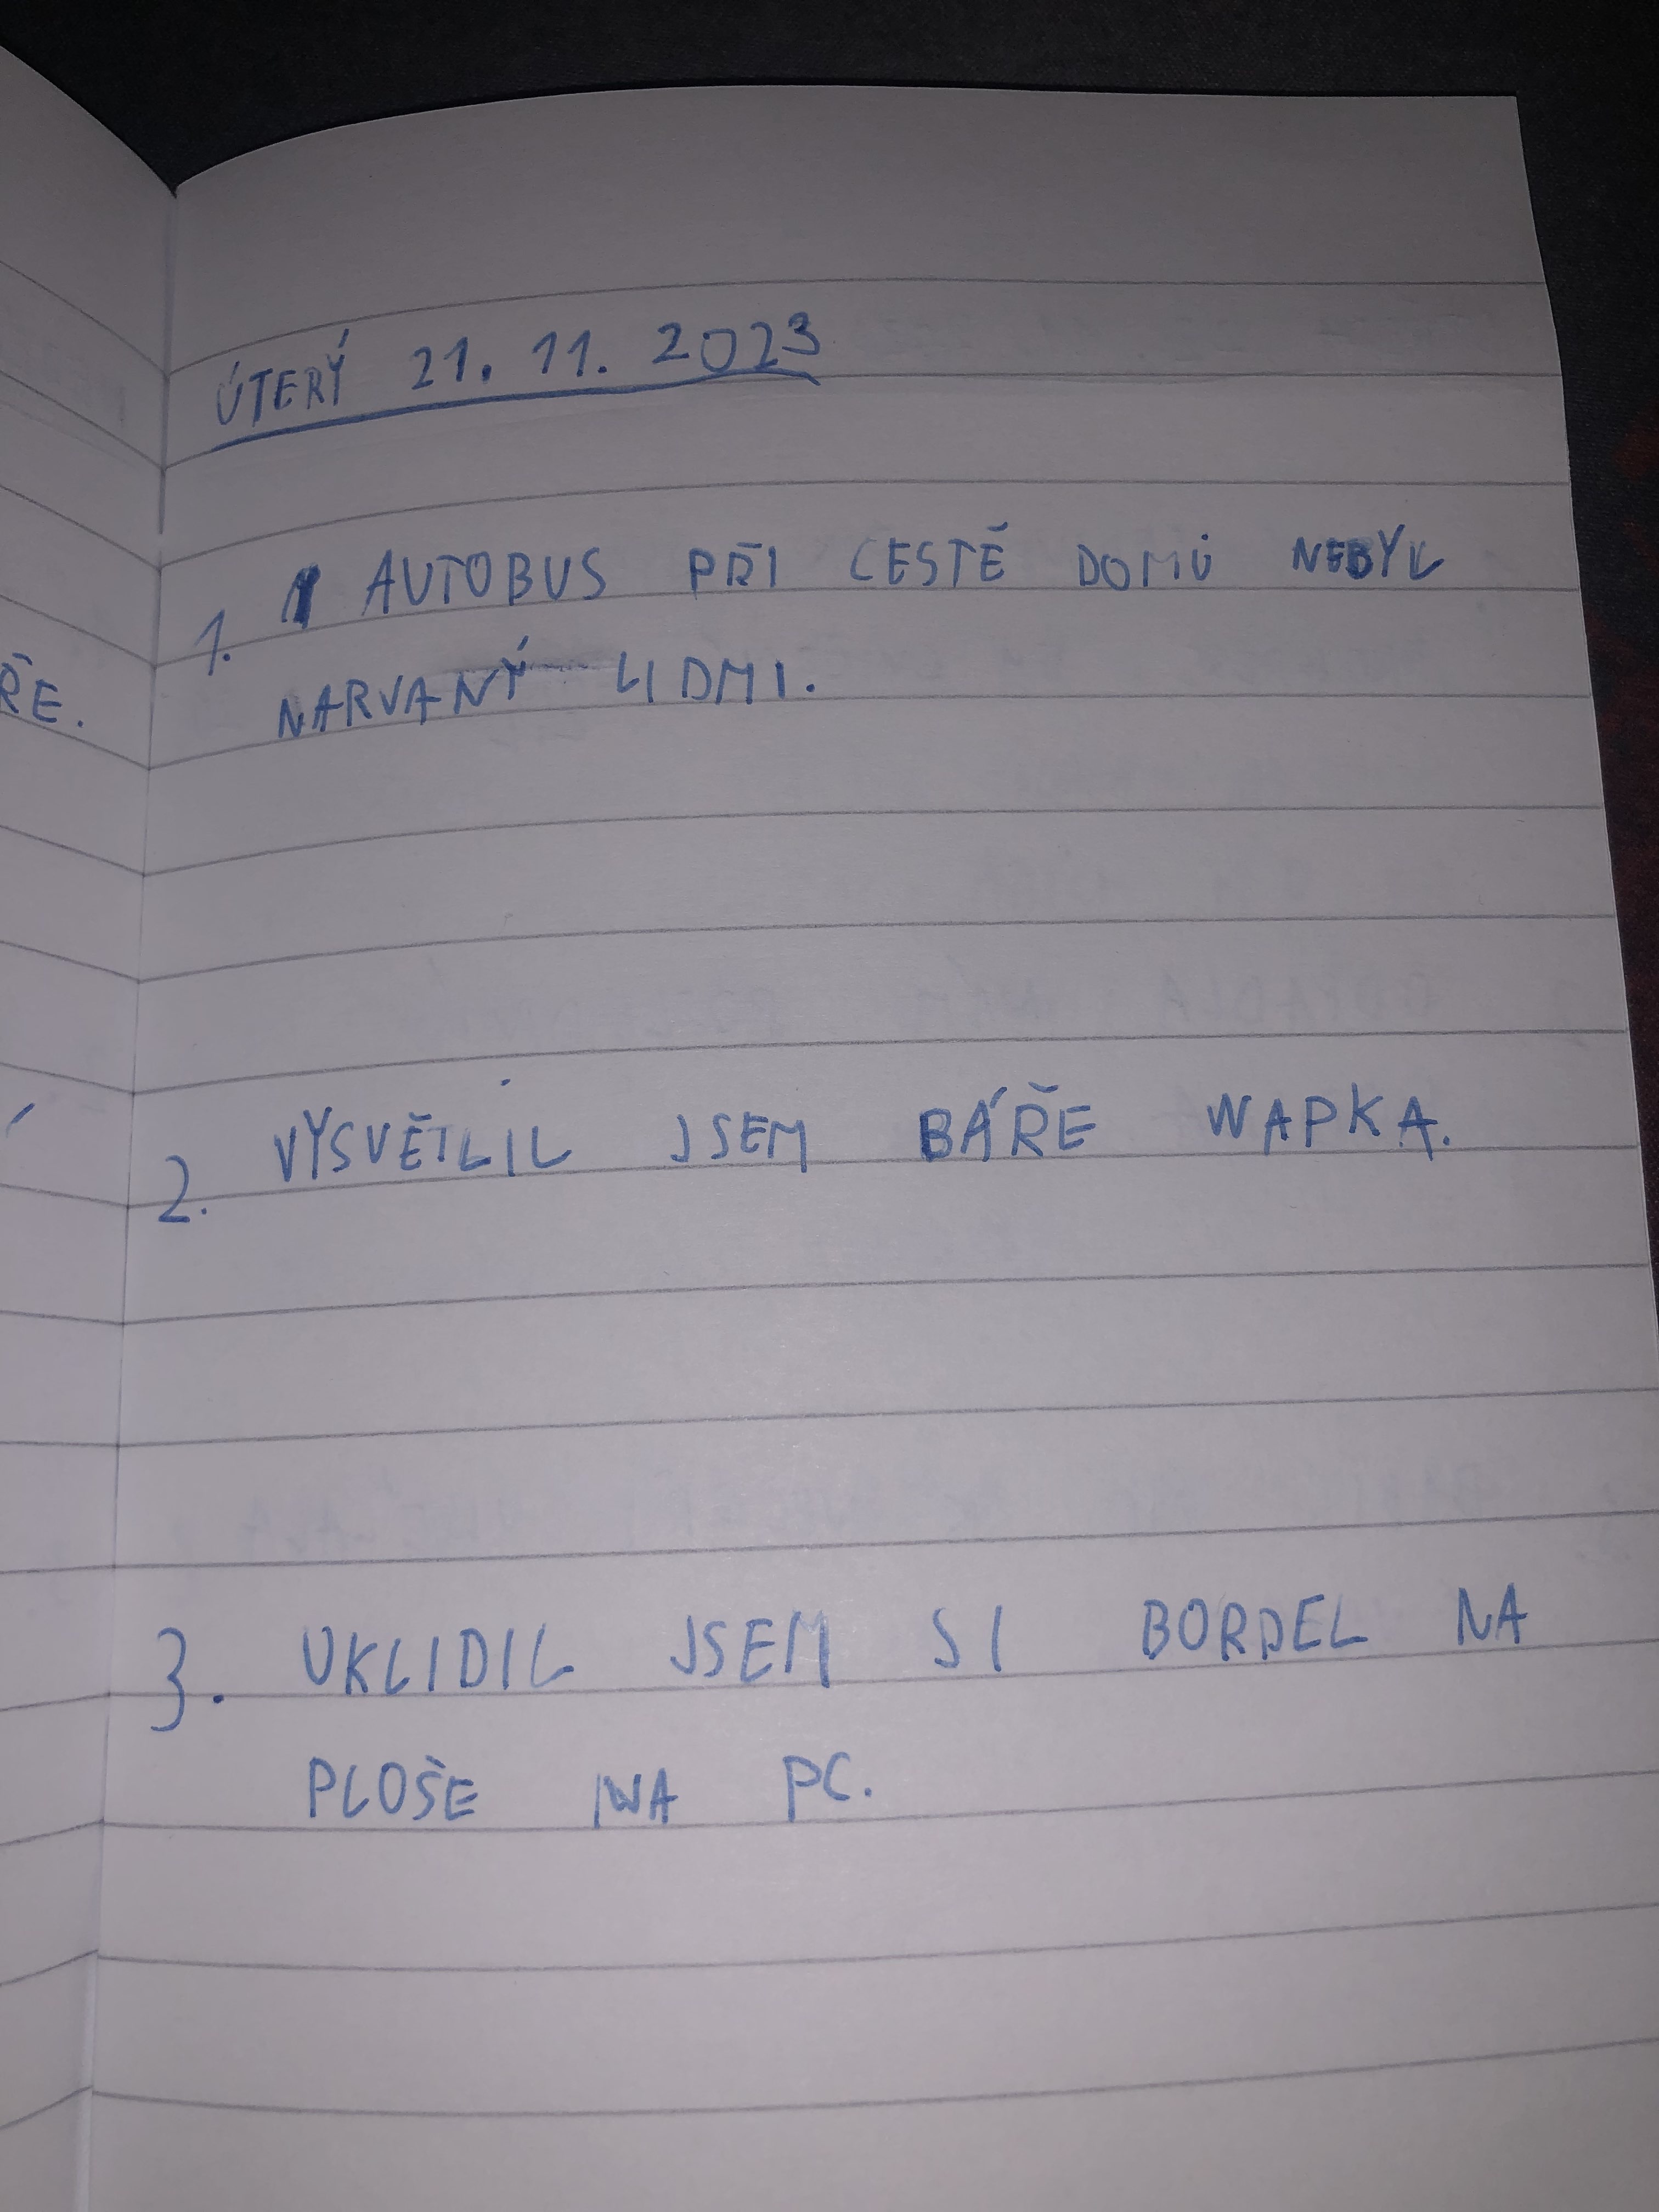 ÚTERÝ 21. 11. 2023
1. AUTOBUS PŘI CESTĚ DOMŮ NEBYL
NARVANÝ LIDMI.
ŘE.
2. VYSVĚTLIL JSEM BÁŘE WAPKA.
3. UKLIDIL JSEM SI BORDEL NA
PLOŠE NA PC.